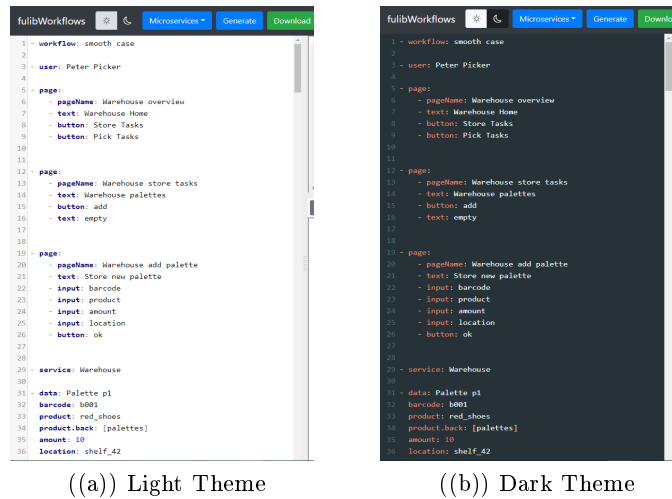 fulibWorkflows Microservices Generate Download
1 - workflow: smooth case
2
3 - user: Peter Picker
4
5 - page:
6 - pageName: Warehouse overview
7 - text: Warehouse Home
8 - button: Store Tasks
9 - button: Pick Tasks
10
11
12 - page:
13 - pageName: Warehouse store tasks
14 - text: Warehouse palettes
15 - button: add
16 - text: empty
17
18
19 - page:
20 - pageName: Warehouse add palette
21 - text: Store new palette
22 - input: barcode
23 - input: product
24 - input: amount
25 - input: location
26 - button: ok
27
28
29 - service: Warehouse
30
31 - data: Palette p1
32 barcode: b001
33 product: red_shoes
34 product.back: [palettes]
35 amount: 10
36 location: shelf_42
((a)) Light Theme
fulibWorkflows Microservices Generate Downlo
1 - workflow: smooth case
2
3 - user: Peter Picker
4
5 - page:
6 - pageName: Warehouse overview
7 - text: Warehouse Home
8 - button: Store Tasks
9 - button: Pick Tasks
10
11
12 - page:
13 - pageName: Warehouse store tasks
14 - text: Warehouse palettes
15 - button: add
16 - text: empty
17
18
19 - page:
20 - pageName: Warehouse add palette
21 - text: Store new palette
22 - input: barcode
23 - input: product
24 - input: amount
25 - input: location
26 - button: ok
27
28
29 - service: Warehouse
30
31 - data: Palette p1
32 barcode: b001
33 product: red_shoes
34 product.back: [palettes]
35 amount: 10
36 location: shelf_42
((b)) Dark Theme